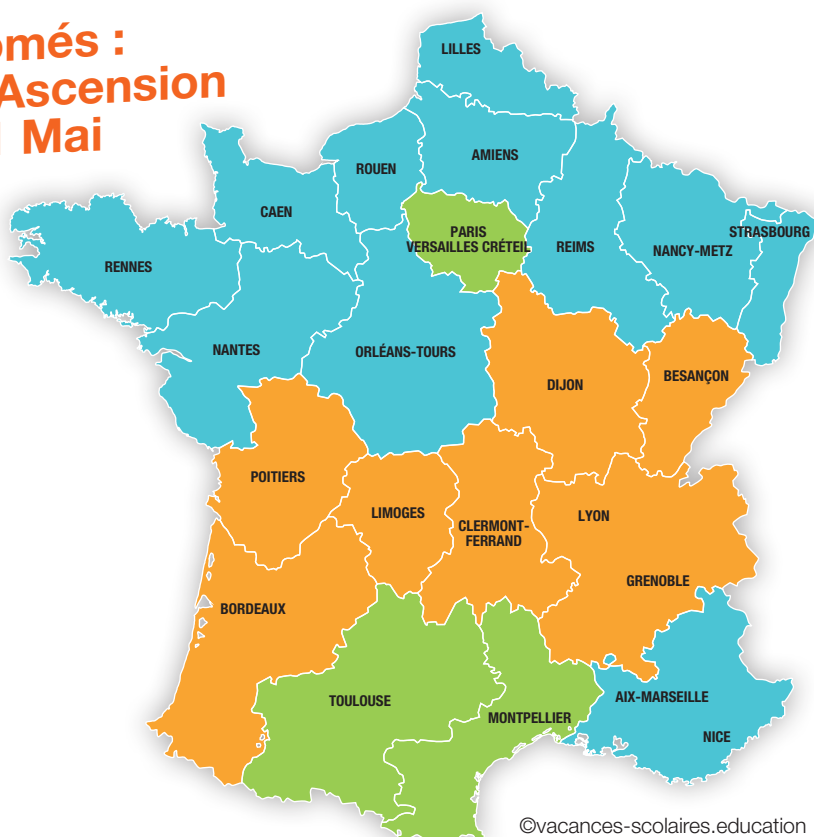 omés :
Ascension
Mai
LILLES
AMIENS
ROUEN
CAEN
PARIS
VERSAILLES CRÉTEIL
REIMS
STRASBOURG
NANCY-METZ
RENNES
NANTES
ORLÉANS-TOURS
DIJON
BESANÇON
POITIERS
LIMOGES
CLERMONT-
FERRAND
LYON
GRENOBLE
BORDEAUX
TOULOUSE
MONTPELLIER
AIX-MARSEILLE
NICE
©vacances-scolaires.education